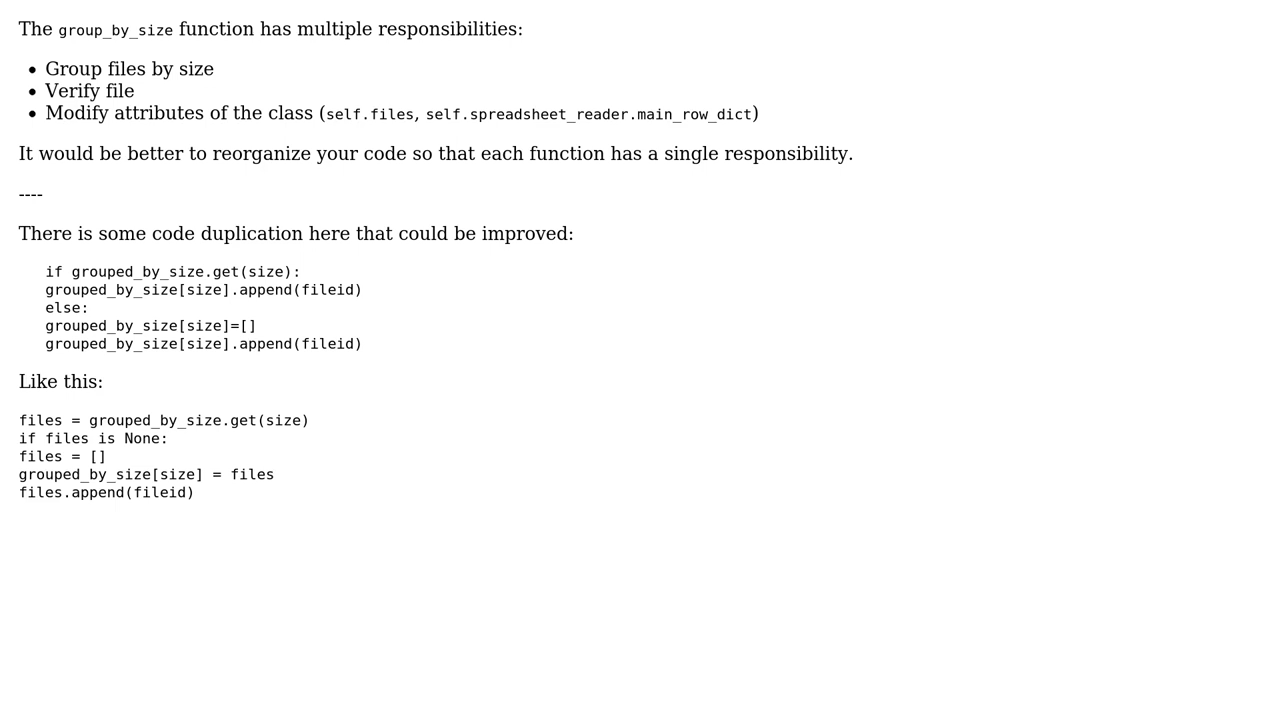 The group_by_size function has multiple responsibilities:
• Group files by size
• Verify file
• Modify attributes of the class (self.files, self.spreadsheet_reader.main_row_dict)
It would be better to reorganize your code so that each function has a single responsibility.
----
There is some code duplication here that could be improved:
if grouped_by_size.get(size):
grouped_by_size[size].append(fileid)
else:
grouped_by_size[size]=[]
grouped_by_size[size].append(fileid)
Like this:
files = grouped_by_size.get(size)
if files is None:
files = []
grouped_by_size[size] = files
files.append(fileid)